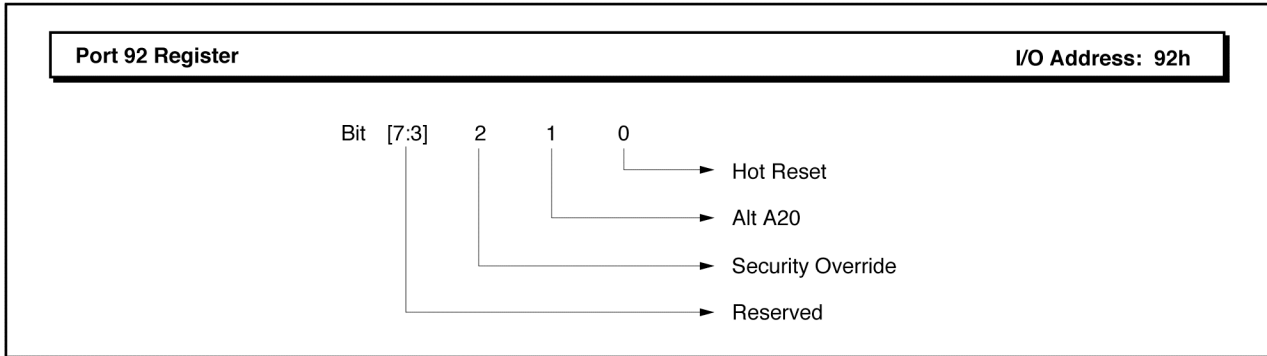 Port 92 Register I/O Address: 92h
Bit [7:3] 2 1 0
Hot Reset
Alt A20
Security Override
Reserved